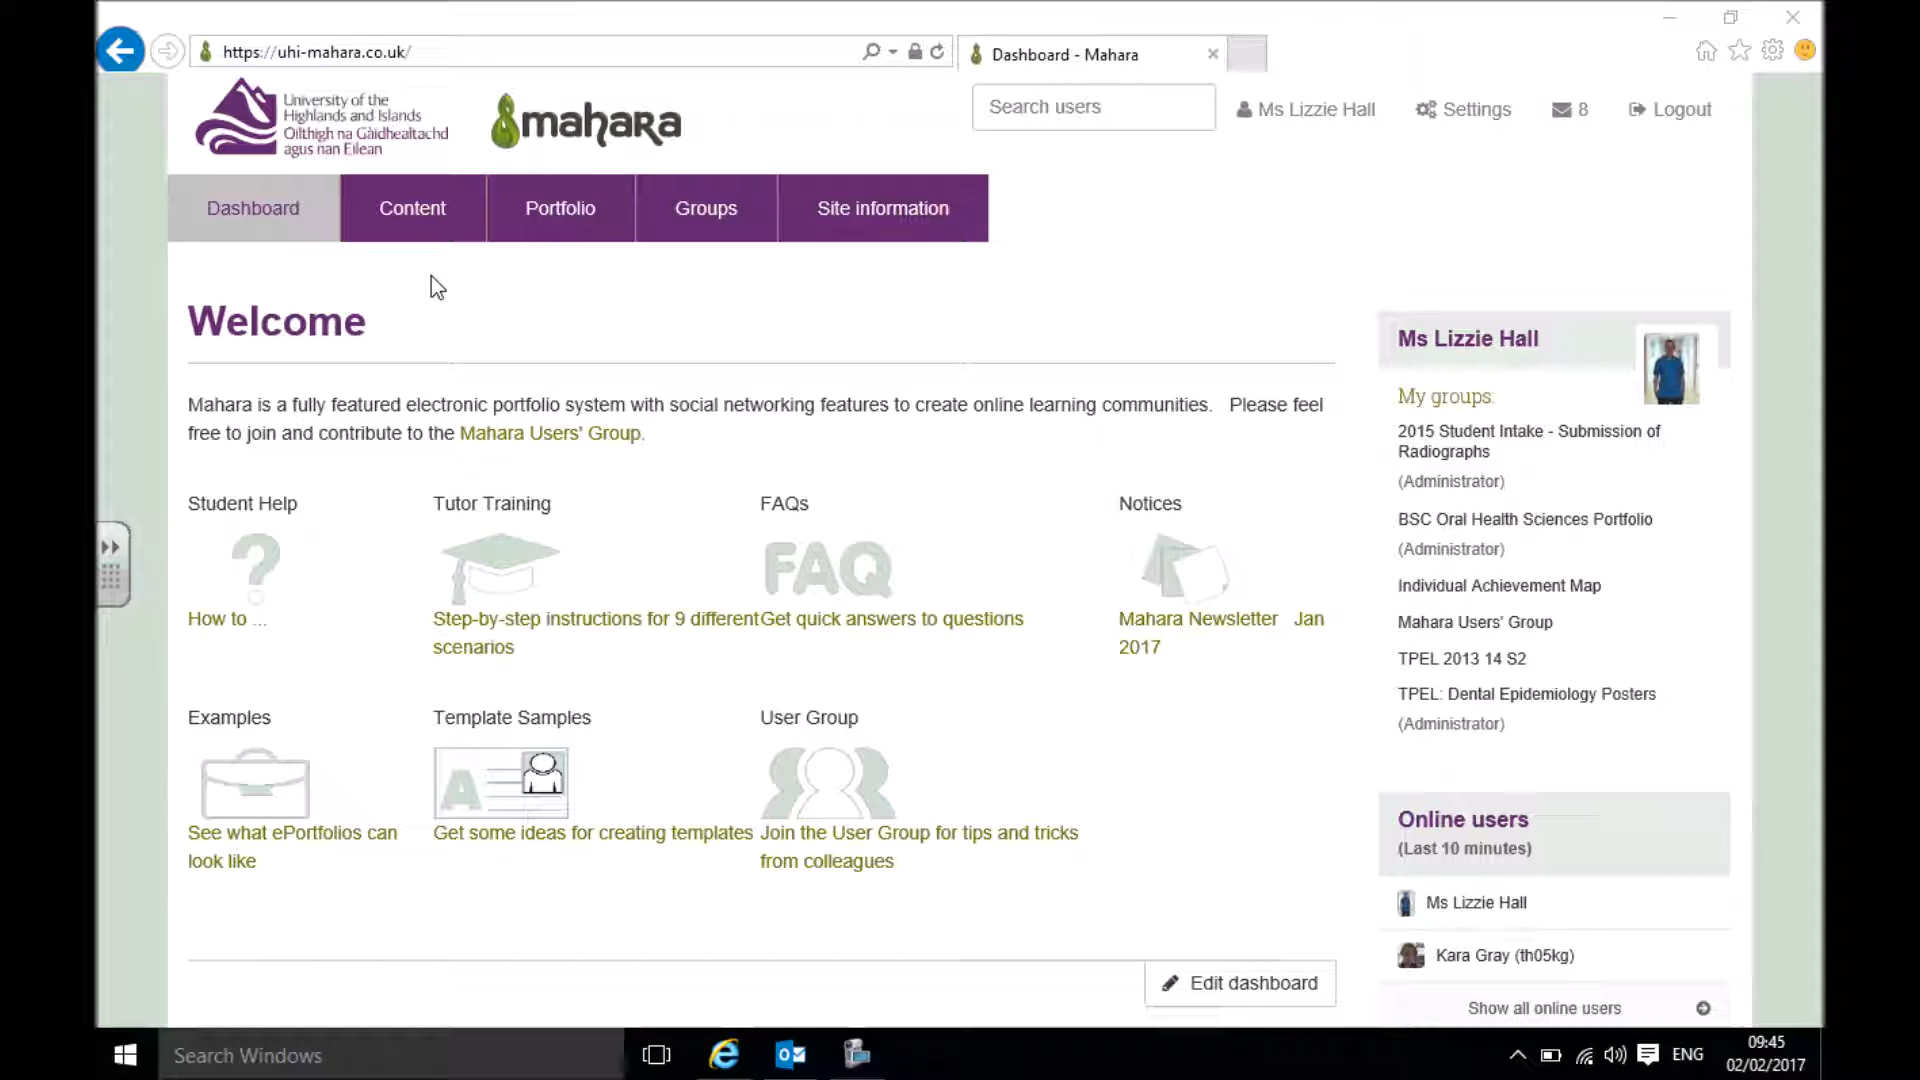 https://uhi-mahara.co.uk/
Dashboard - Mahara
University of the
Highlands and Islands
Oilthigh na Gàidhealtachd
agus nan Eilean
mahara
Search users
Ms Lizzie Hall
Settings
8
Logout
Dashboard
Content
Portfolio
Groups
Site information
Welcome
Mahara is a fully featured electronic portfolio system with social networking features to create online learning communities. Please feel
free to join and contribute to the Mahara Users' Group.
Student Help
Tutor Training
FAQs
Notices
?
FAQ
How to ...
Step-by-step instructions for 9 different
scenarios
Get quick answers to questions
Mahara Newsletter Jan
2017
Examples
Template Samples
User Group
A
See what ePortfolios can
look like
Get some ideas for creating templates
Join the User Group for tips and tricks
from colleagues
Edit dashboard
Ms Lizzie Hall
My groups.
2015 Student Intake - Submission of
Radiographs
(Administrator)
BSC Oral Health Sciences Portfolio
(Administrator)
Individual Achievement Map
Mahara Users' Group
TPEL 2013 14 S2
TPEL: Dental Epidemiology Posters
(Administrator)
Online users
(Last 10 minutes)
Ms Lizzie Hall
Kara Gray (th05kg)
Show all online users
Search Windows
ENG
09:45
02/02/2017